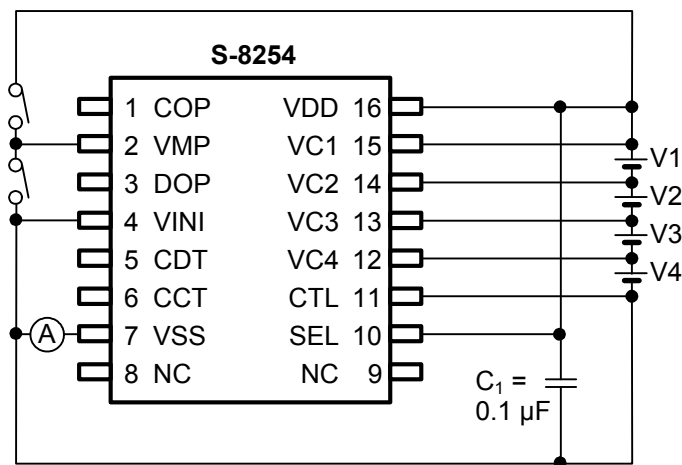 S-8254
1 COP VDD 16
2 VMP VC1 15
V1
3 DOP VC2 14
V2
4 VINI VC3 13
V3
5 CDT VC4 12
V4
6 CCT CTL 11
A 7 VSS SEL 10
8 NC NC 9
C₁ =
0.1 µF